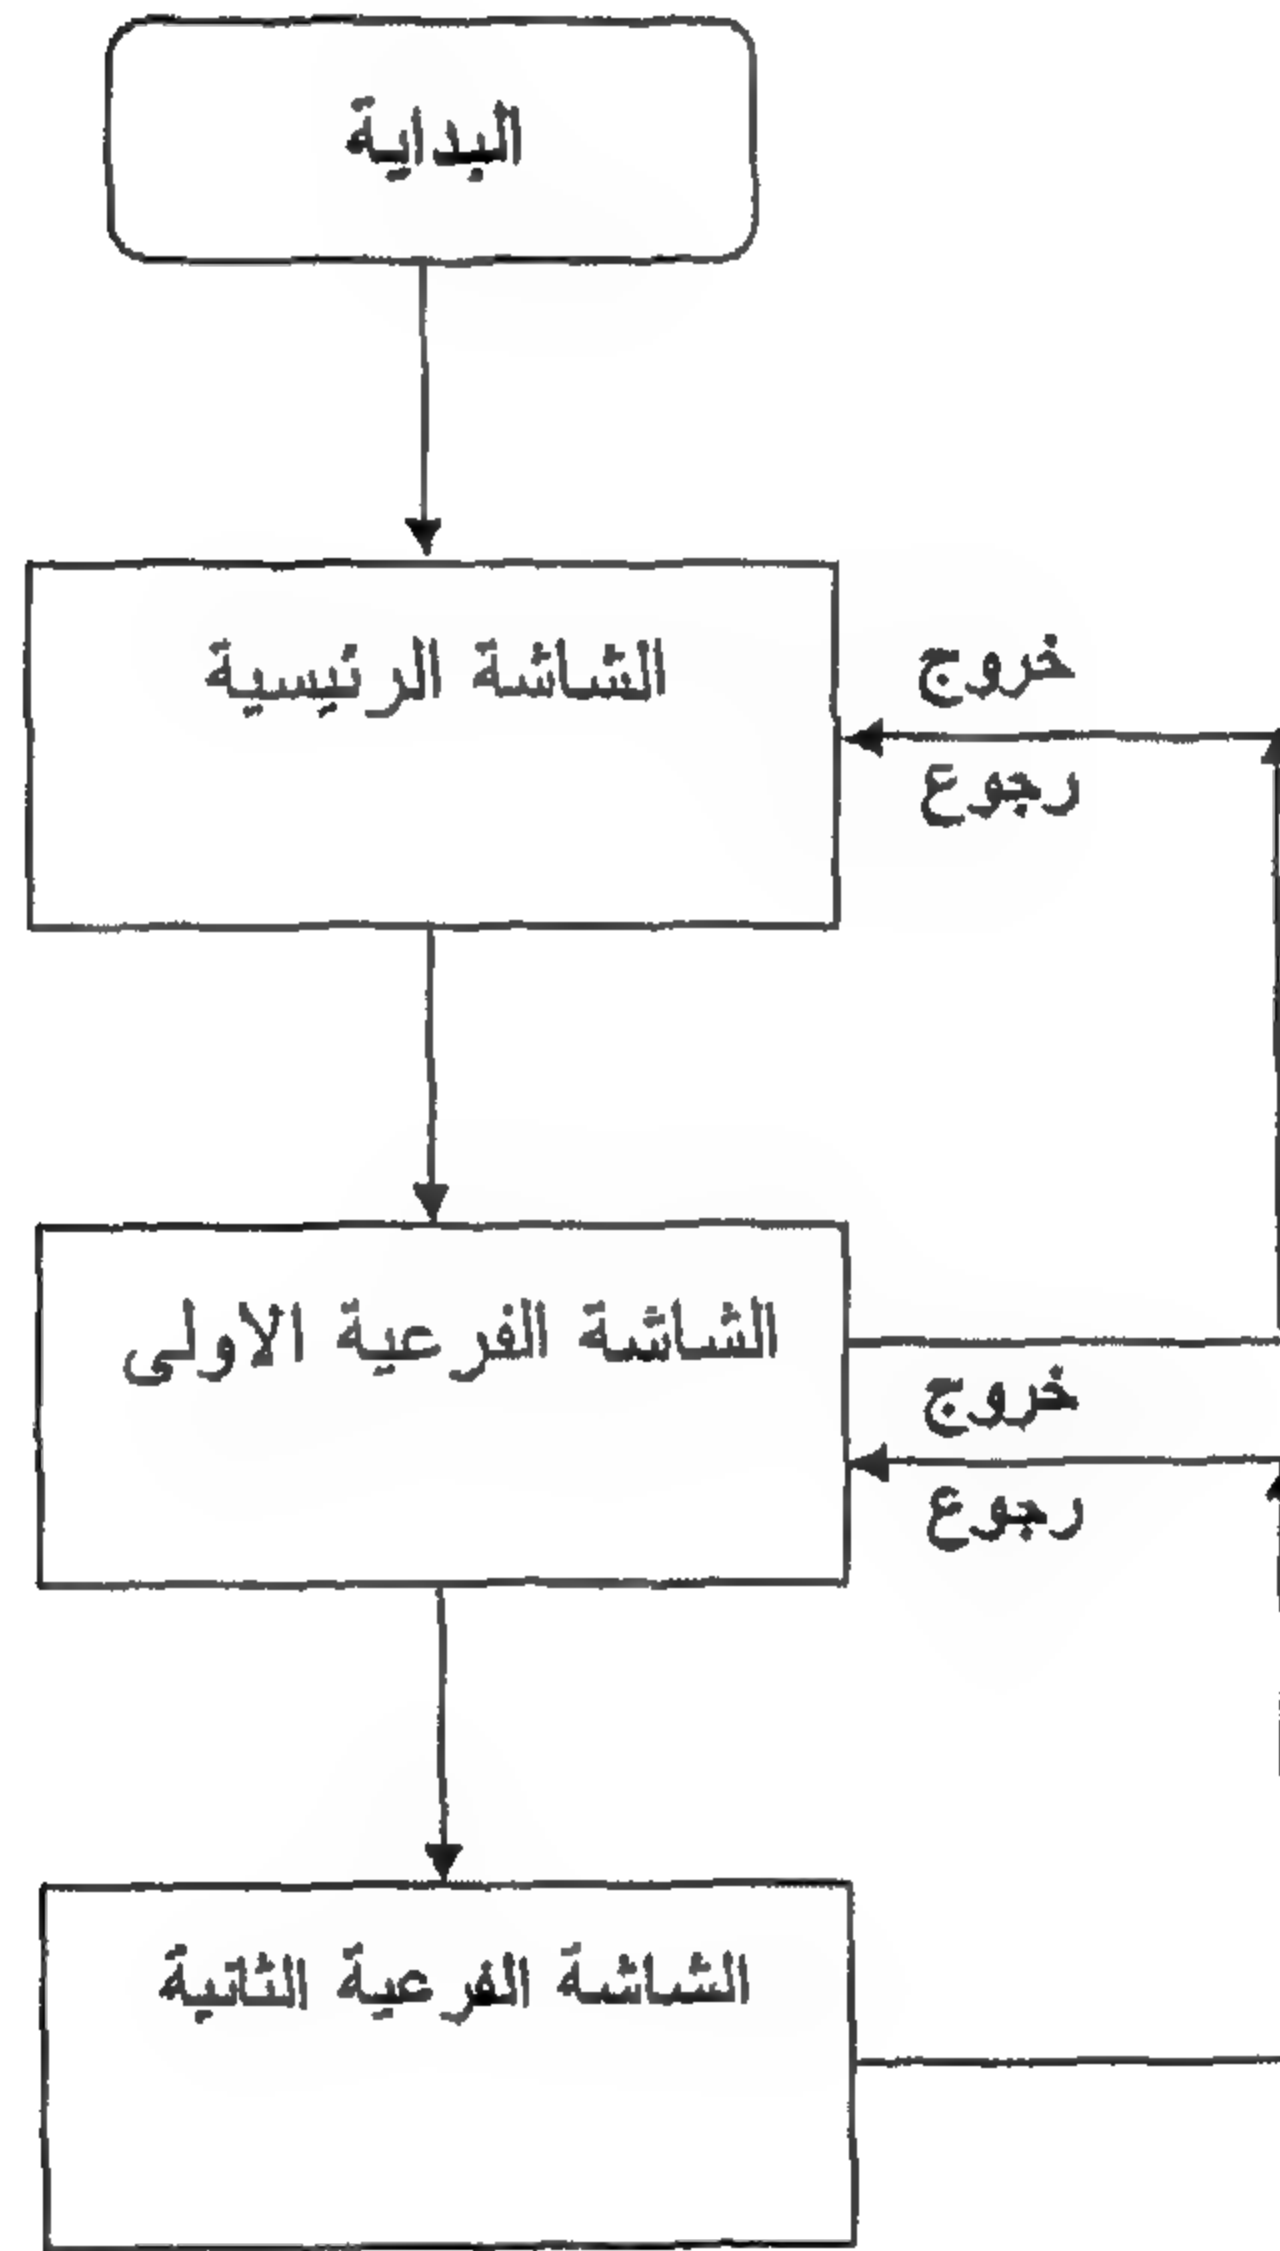 البداية
الشاشة الرئيسية
خروج
رجوع
الشاشة الفرعية الاولى
خروج
رجوع
الشاشة الفرعية الثانية